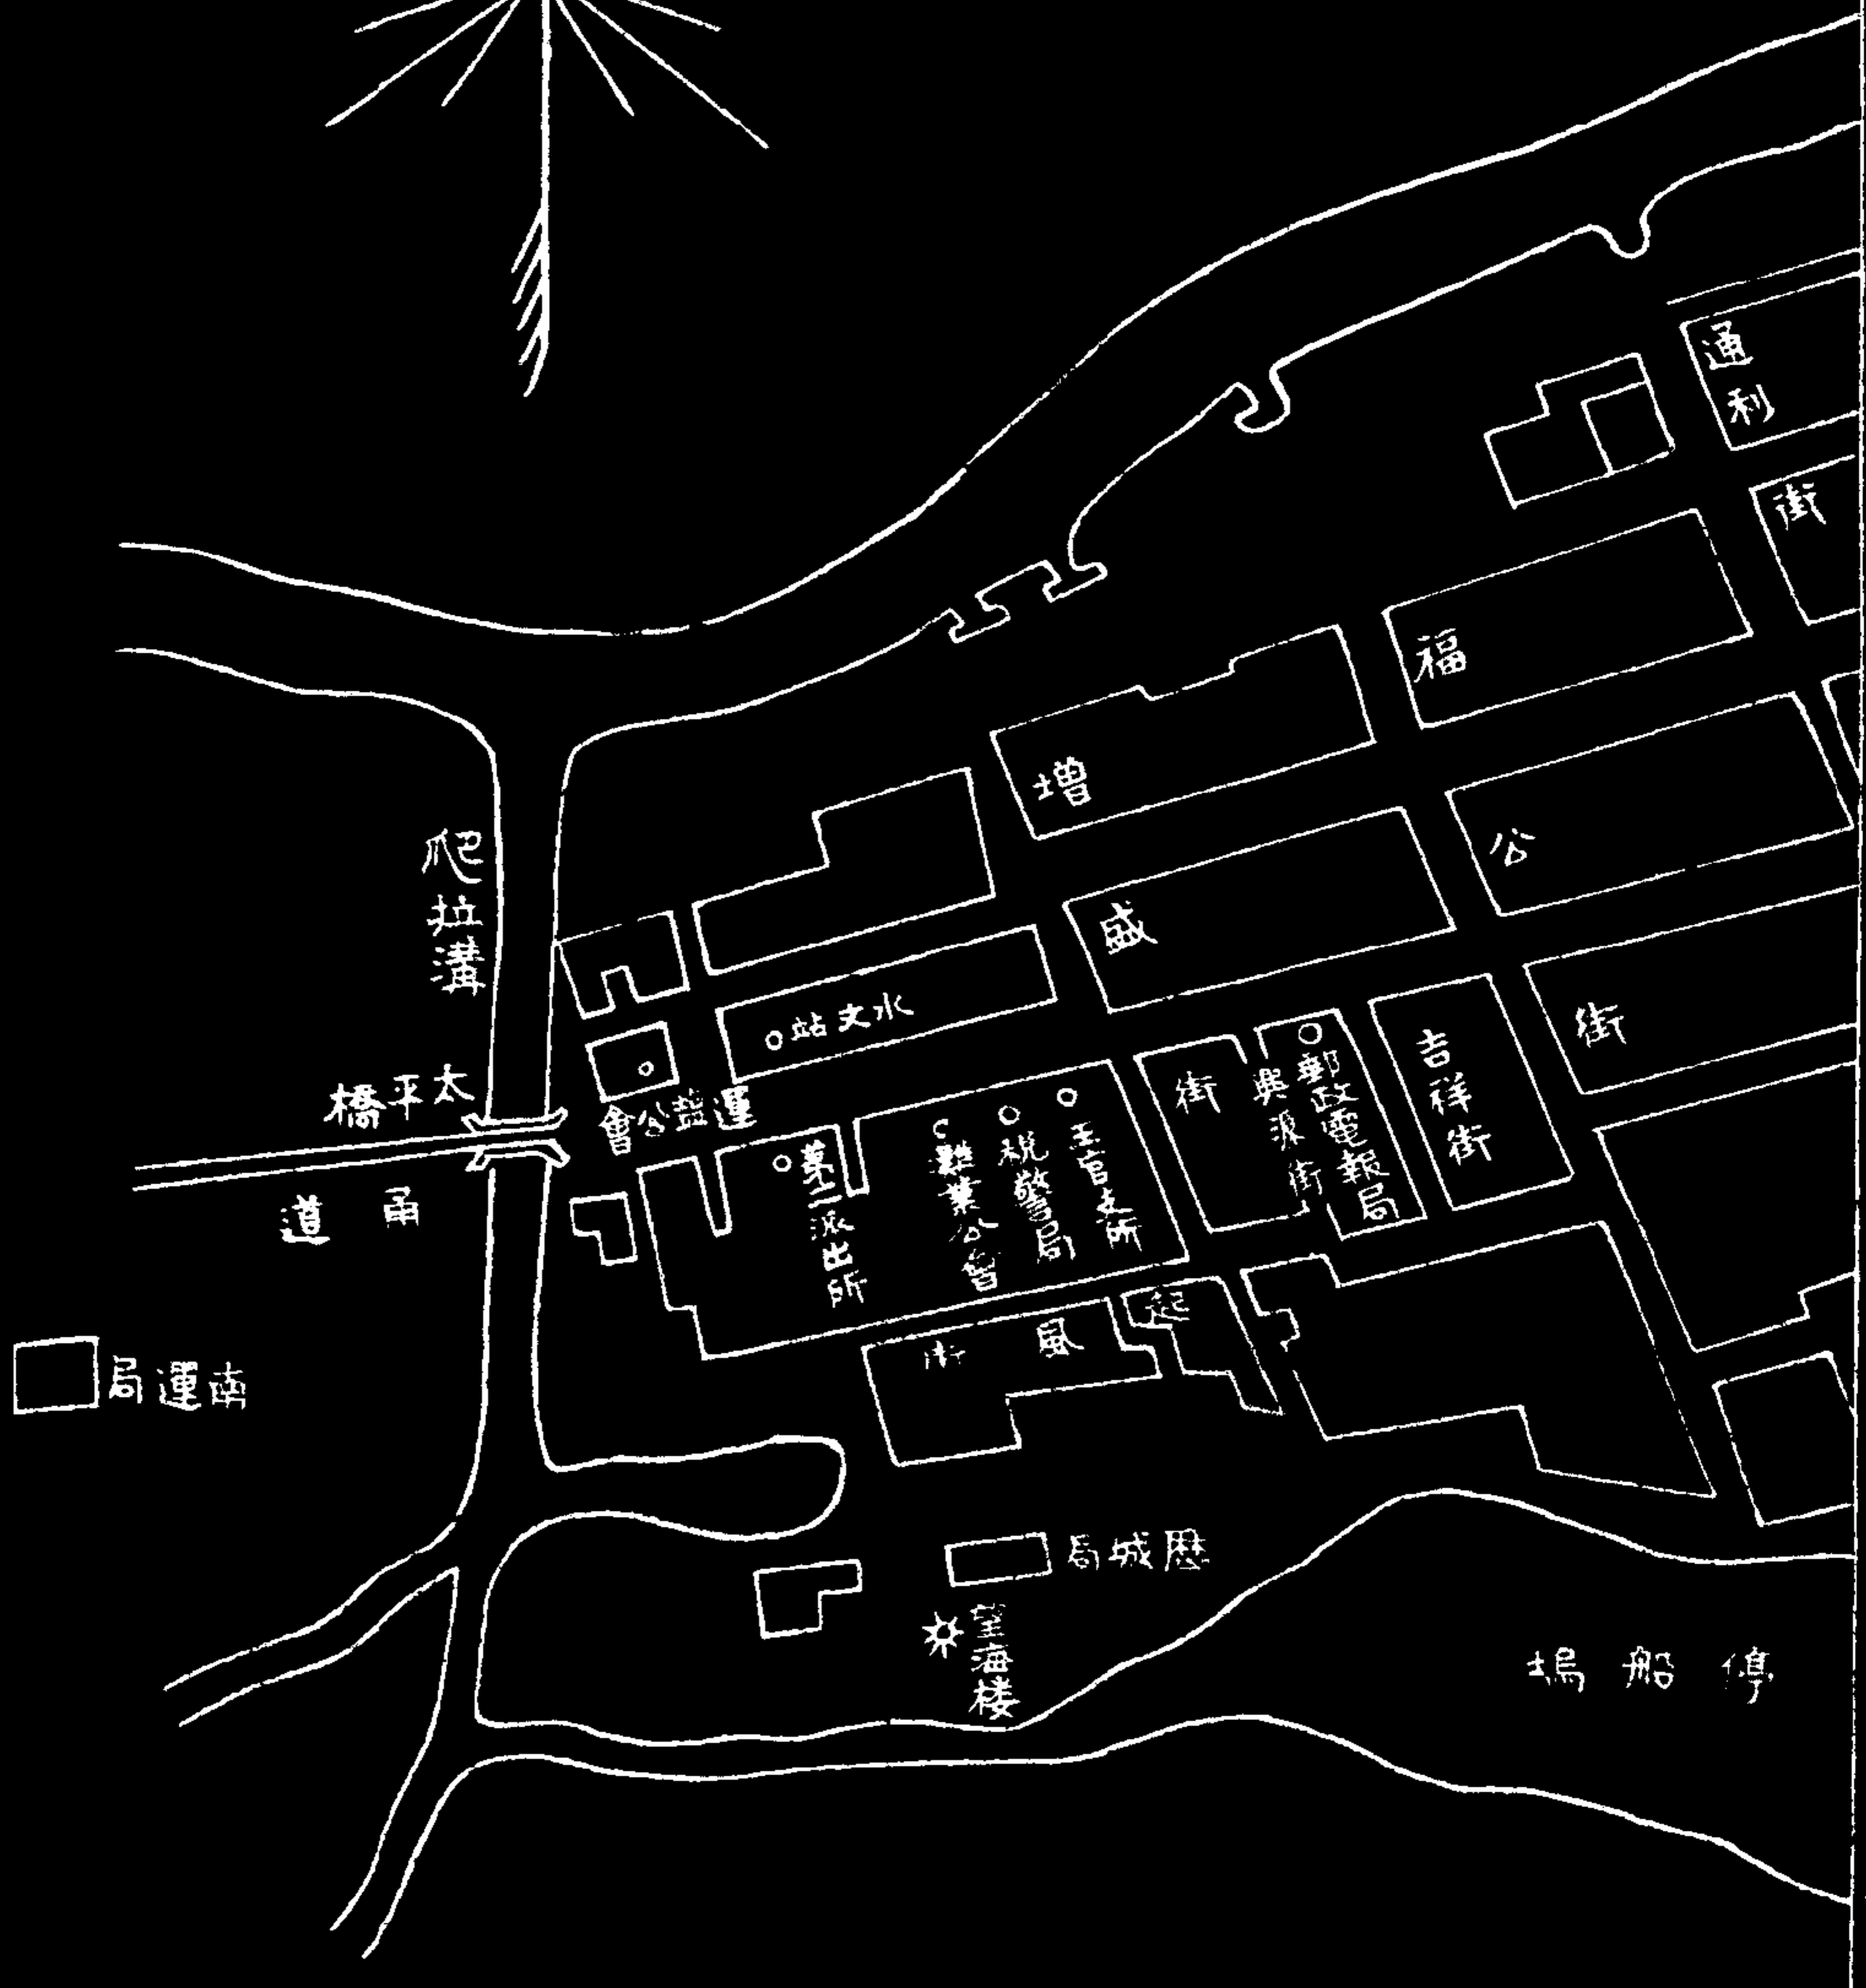 通利
街
福
增
公
盛
街
爬拉溝
水文站
吉祥街
太平橋
運鹽公會
街
興源街
郵政電報局
王官支所
稅警局
鹽業公會
第二派出所
甬道
起
鳳
街
南運局
歷城局
望海楼
停船塢